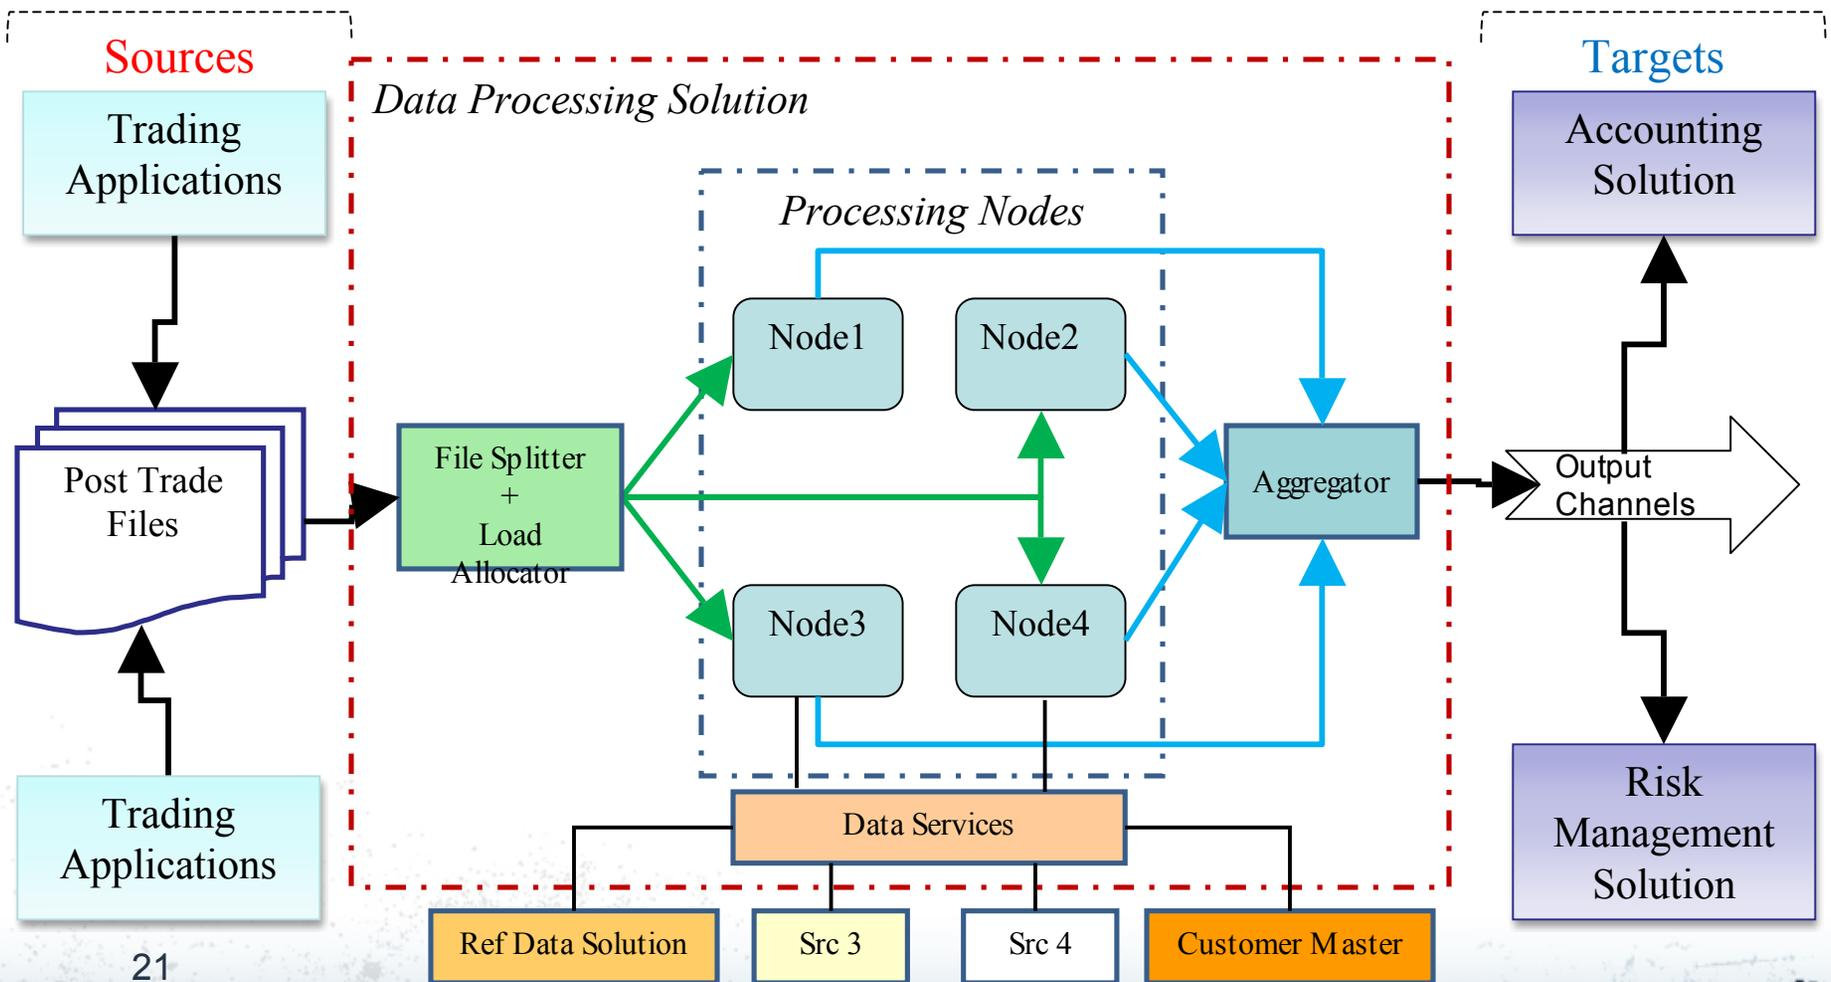 Sources
Trading
Applications
Post Trade
Files
Trading
Applications
Data Processing Solution
Processing Nodes
File Splitter
+
Load
Allocator
Node1
Node2
Node3
Node4
Aggregator
Data Services
Ref Data Solution
Src 3
Src 4
Customer Master
Targets
Accounting
Solution
Output
Channels
Risk
Management
Solution
21